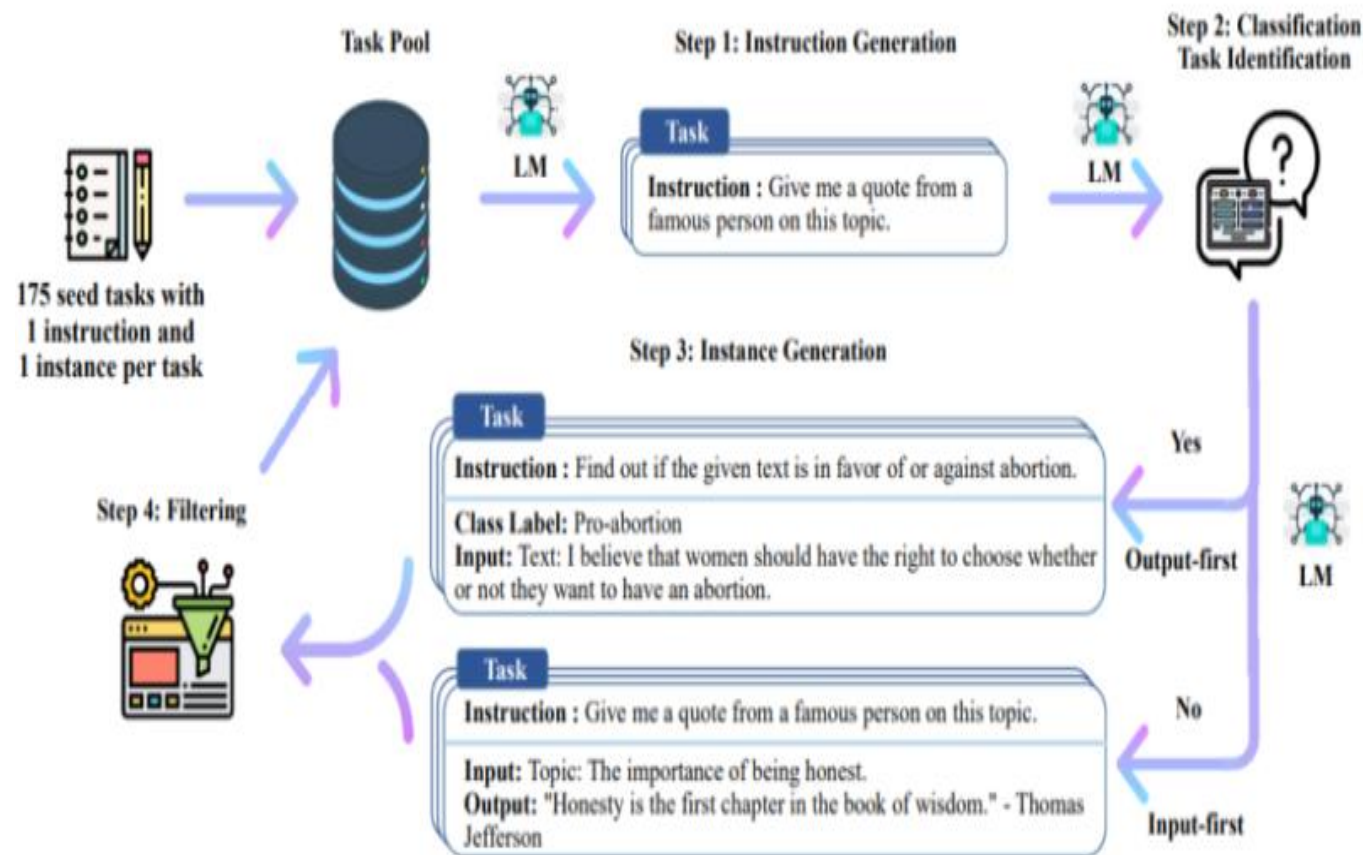 Task Pool
Step 1: Instruction Generation
Step 2: Classification
Task Identification
LM
Task
Instruction : Give me a quote from a
famous person on this topic.
LM
175 seed tasks with
1 instruction and
1 instance per task
Step 3: Instance Generation
Task
Instruction : Find out if the given text is in favor of or against abortion.
Class Label: Pro-abortion
Input: Text: I believe that women should have the right to choose whether
or not they want to have an abortion.
Yes
Output-first
LM
Step 4: Filtering
Task
Instruction : Give me a quote from a famous person on this topic.
Input: Topic: The importance of being honest.
Output: "Honesty is the first chapter in the book of wisdom." - Thomas
Jefferson
No
Input-first